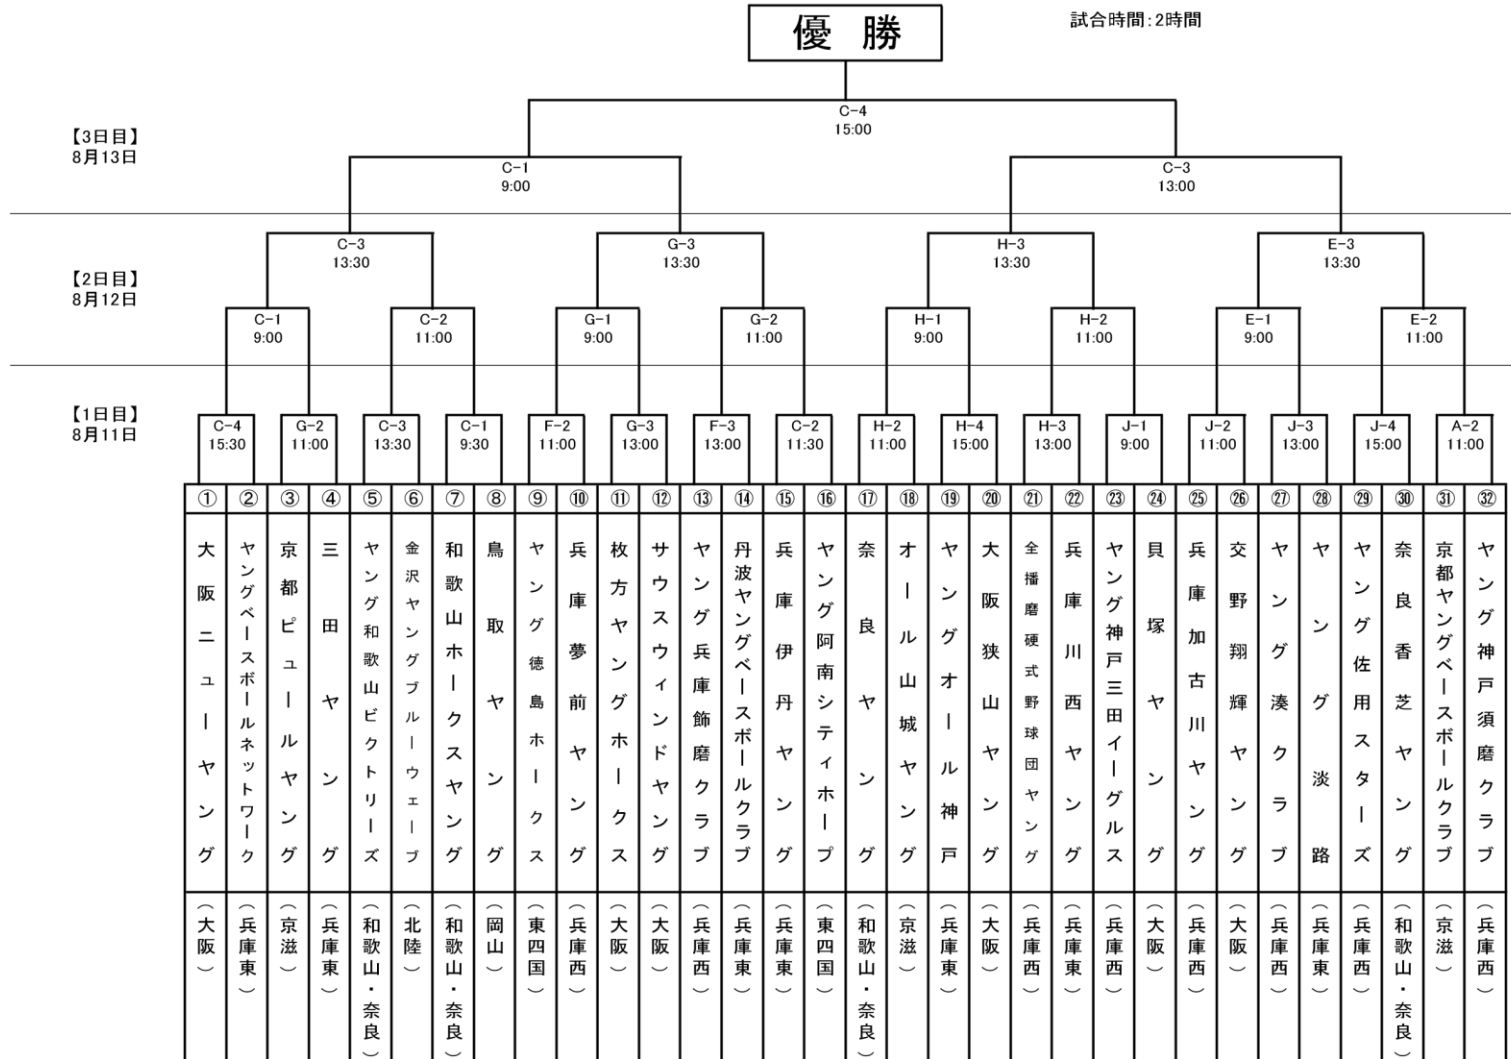 優 勝
試合時間:2時間
C-4
15:00
【3日目】
8月13日
C-1
9:00
C-3
13:00
C-3
13:30
G-3
13:30
H-3
13:30
E-3
13:30
【2日目】
8月12日
C-1
9:00
C-2
11:00
G-1
9:00
G-2
11:00
H-1
9:00
H-2
11:00
E-1
9:00
E-2
11:00
【1日目】
8月11日
C-4
15:30
G-2
11:00
C-3
13:30
C-1
9:30
F-2
11:00
G-3
13:00
F-3
13:00
C-2
11:30
H-2
11:00
H-4
15:00
H-3
13:00
J-1
9:00
J-2
11:00
J-3
13:00
J-4
15:00
A-2
11:00
① 大阪ニューヤング (大阪)
② ヤングベースボールネットワーク (兵庫東)
③ 京都ピュールヤング (京滋)
④ 三田ヤング (兵庫東)
⑤ ヤング和歌山ビクトリーズ (和歌山・奈良)
⑥ 金沢ヤングブルーウェーブ (北陸)
⑦ 和歌山ホークスヤング (和歌山・奈良)
⑧ 鳥取ヤング (岡山)
⑨ ヤング徳島ホークス (東四国)
⑩ 兵庫夢前ヤング (兵庫西)
⑪ 枚方ヤングホークス (大阪)
⑫ サウスウィンドヤング (大阪)
⑬ ヤング兵庫飾磨クラブ (兵庫西)
⑭ 丹波ヤングベースボールクラブ (兵庫東)
⑮ 兵庫伊丹ヤング (兵庫東)
⑯ ヤング阿南シティホープ (東四国)
⑰ 奈良ヤング (和歌山・奈良)
⑱ オール山城ヤング (京滋)
⑲ ヤングオール神戸 (兵庫東)
⑳ 大阪狭山ヤング (大阪)
㉑ 全播磨硬式野球団ヤング (兵庫西)
㉒ 兵庫川西ヤング (兵庫東)
㉓ ヤング神戸三田イーグルス (兵庫西)
㉔ 貝塚ヤング (大阪)
㉕ 兵庫加古川ヤング (兵庫西)
㉖ 交野翔輝ヤング (大阪)
㉗ ヤング湊クラブ (兵庫西)
㉘ ヤング淡路 (兵庫東)
㉙ ヤング佐用スターズ (兵庫西)
㉚ 奈良香芝ヤング (和歌山・奈良)
㉛ 京都ヤングベースボールクラブ (京滋)
㉜ ヤング神戸須磨クラブ (兵庫西)